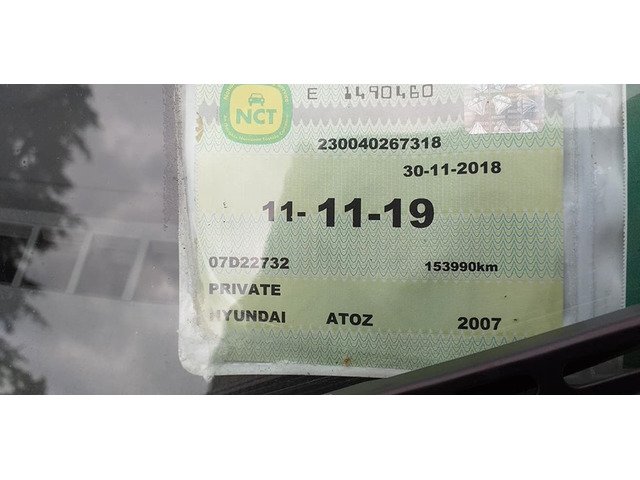 E 1490460
NCT
230040267318
30-11-2018
11- 11-19
07D22732 153990km
PRIVATE
HYUNDAI ATOZ 2007